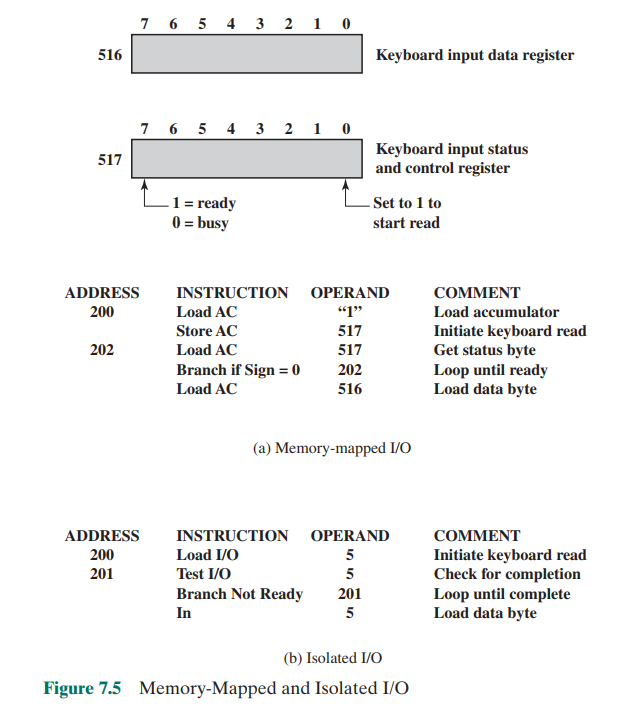 7 6 5 4 3 2 1 0
516 Keyboard input data register
7 6 5 4 3 2 1 0
517 Keyboard input status
and control register
1 = ready
0 = busy
Set to 1 to
start read
ADDRESS INSTRUCTION OPERAND COMMENT
200 Load AC “1” Load accumulator
Store AC 517 Initiate keyboard read
202 Load AC 517 Get status byte
Branch if Sign = 0 202 Loop until ready
Load AC 516 Load data byte
(a) Memory-mapped I/O
ADDRESS INSTRUCTION OPERAND COMMENT
200 Load I/O 5 Initiate keyboard read
201 Test I/O 5 Check for completion
Branch Not Ready 201 Loop until complete
In 5 Load data byte
(b) Isolated I/O
Figure 7.5 Memory-Mapped and Isolated I/O